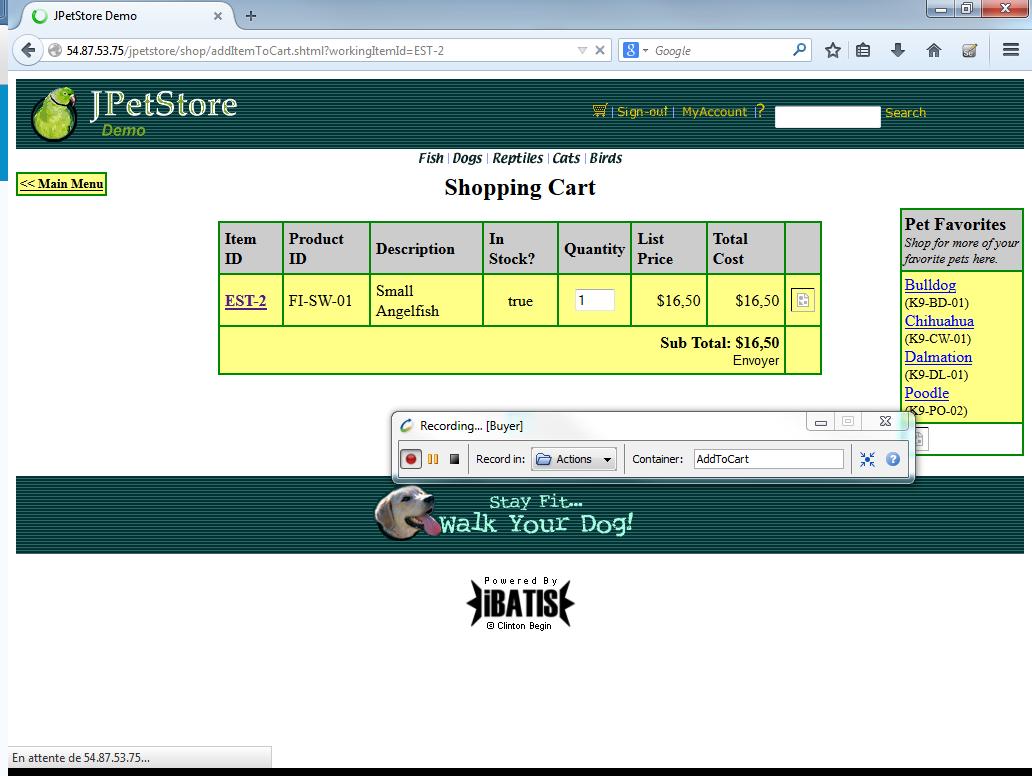 JPetStore Demo
54.87.53.75/jpetstore/shop/addItemToCart.shtml?workingItemId=EST-2
Google
JPetStore
Demo
Sign-out | MyAccount | ?
Search
Fish | Dogs | Reptiles | Cats | Birds
<< Main Menu
Shopping Cart
Item ID
Product ID
Description
In Stock?
Quantity
List Price
Total Cost
EST-2
FI-SW-01
Small Angelfish
true
1
$16,50
$16,50
Sub Total: $16,50
Envoyer
Pet Favorites
Shop for more of your
favorite pets here.
Bulldog
(K9-BD-01)
Chihuahua
(K9-CW-01)
Dalmation
(K9-DL-01)
Poodle
(K9-PO-02)
Recording... [Buyer]
Record in:
Actions
Container:
AddToCart
Stay Fit...
Walk Your Dog!
Powered By
iBATIS
© Clinton Begin
En attente de 54.87.53.75...